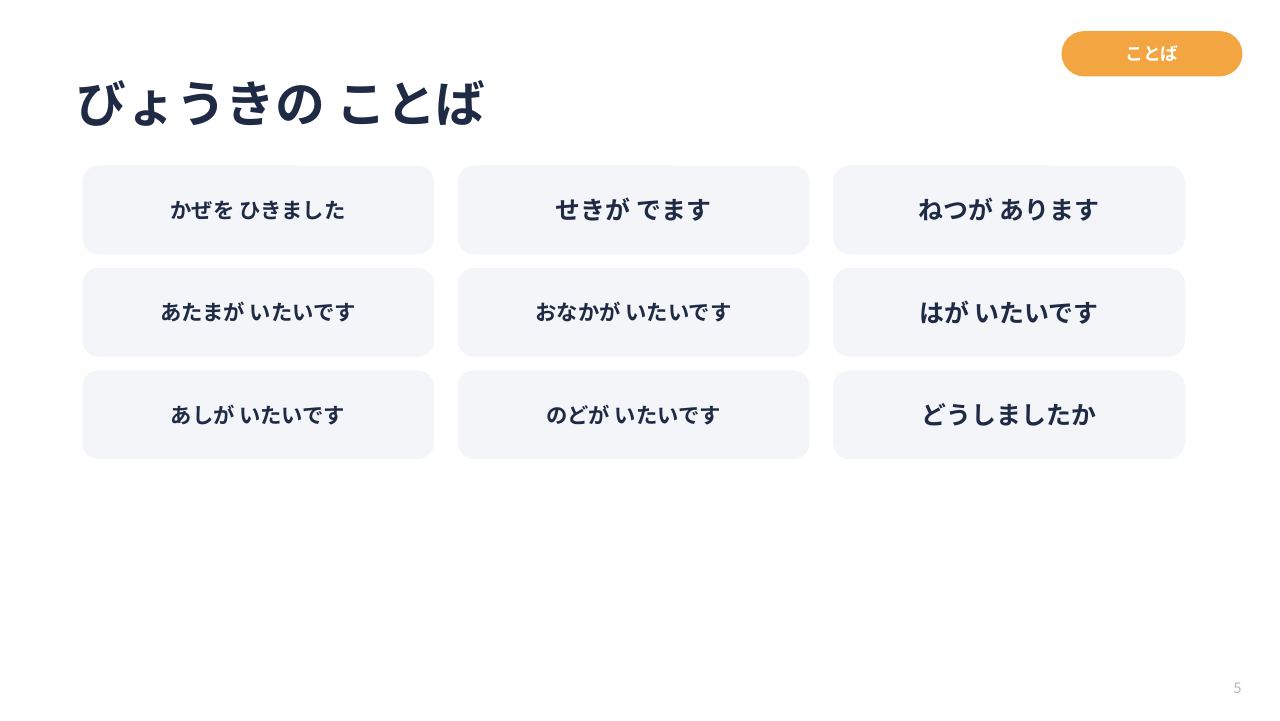 ことば
びょうきの ことば
かぜを ひきました
せきが でます
ねつが あります
あたまが いたいです
おなかが いたいです
はが いたいです
あしが いたいです
のどが いたいです
どうしましたか
5